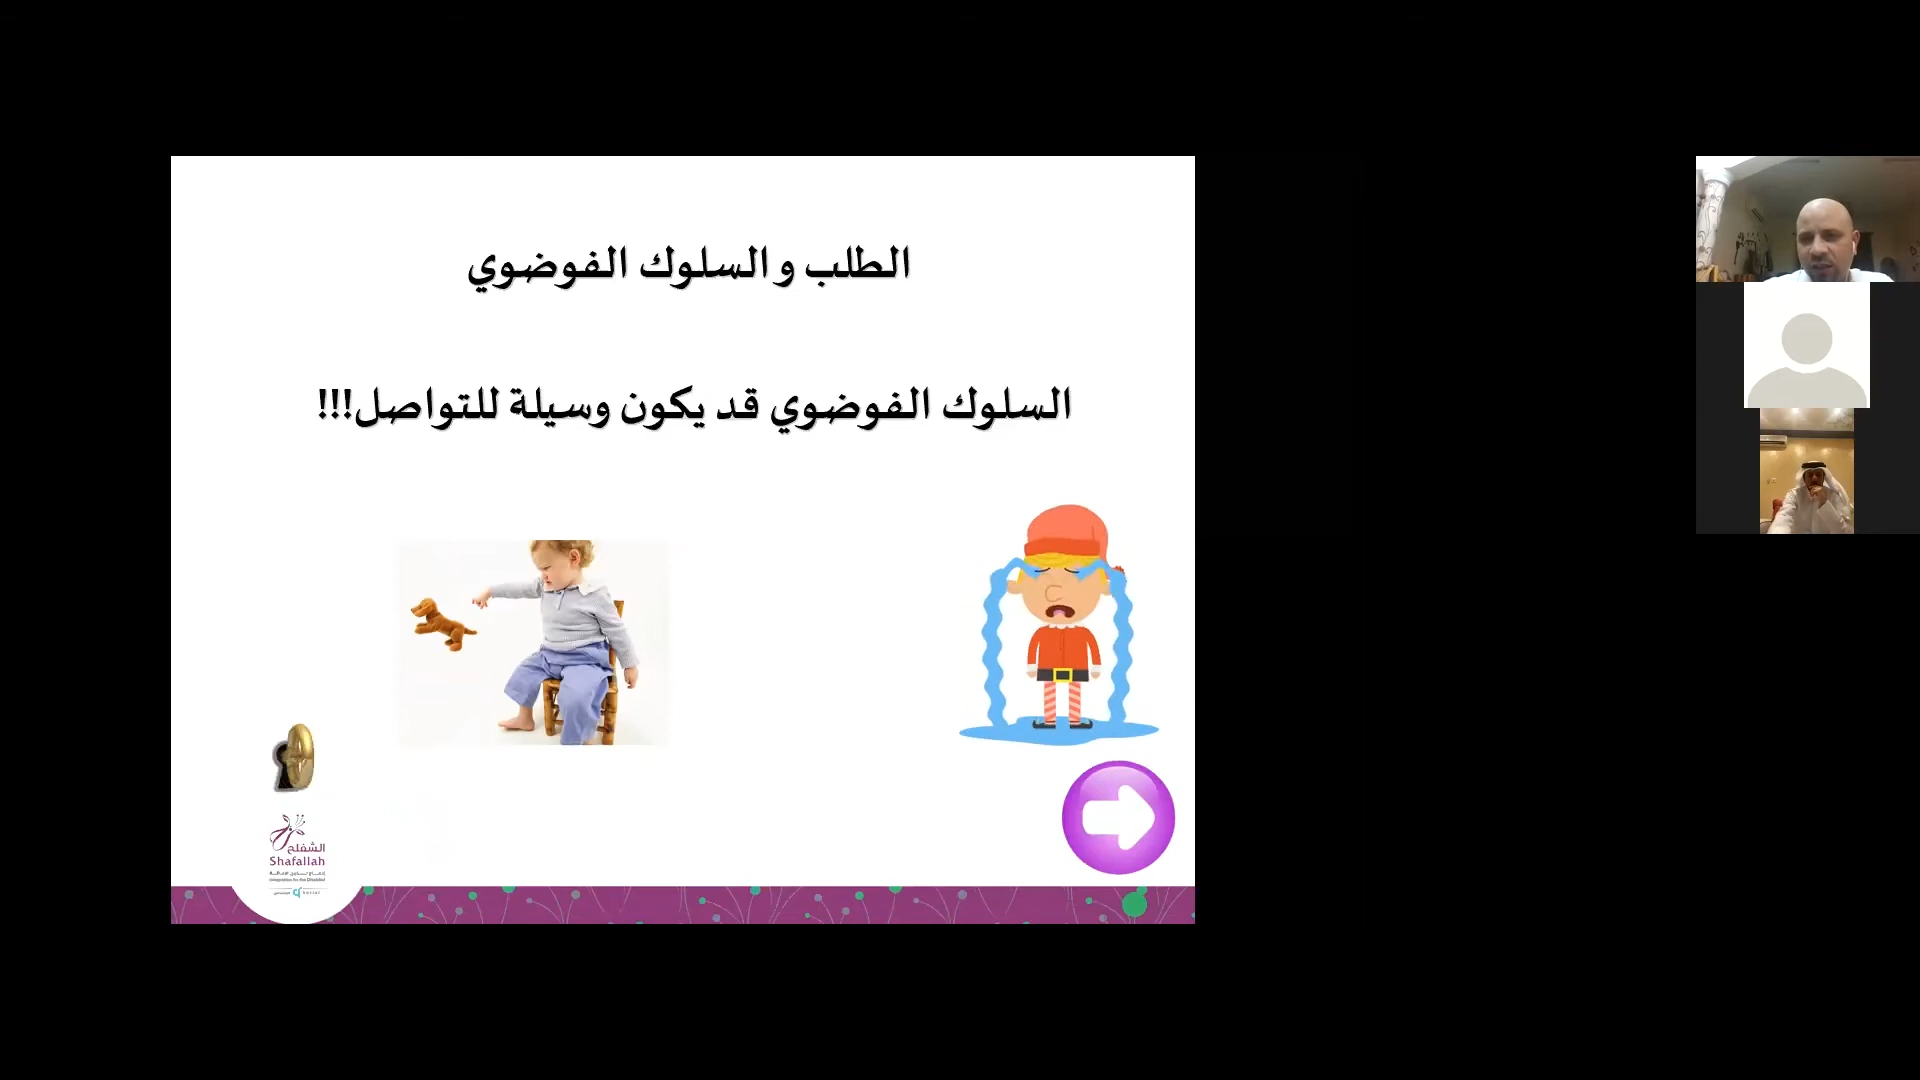 الطلب و السلوك الفوضوي
السلوك الفوضوي قد يكون وسيلة للتواصل!!!
الشفلح
Shafallah